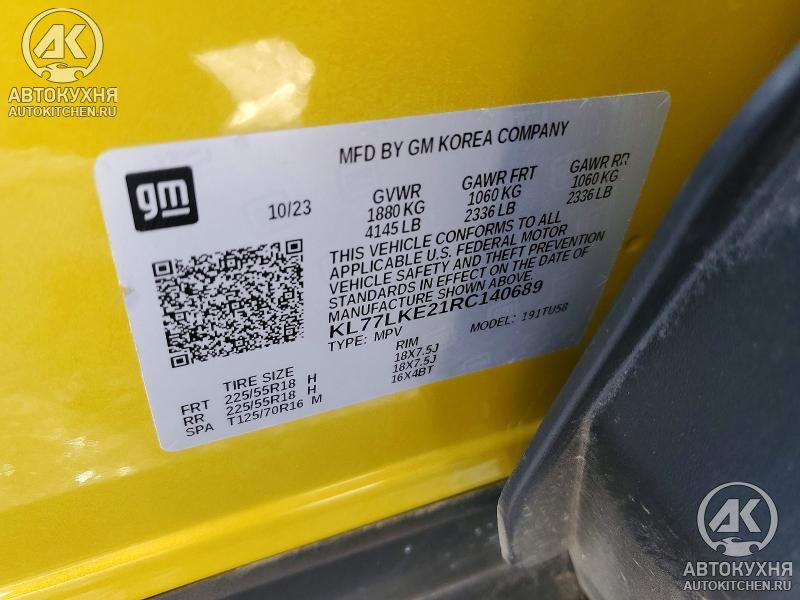 АК
АВТОКУХНЯ
AUTOKITCHEN.RU
MFD BY GM KOREA COMPANY
gm
10/23
GVWR GAWR FRT GAWR RR
1880 KG 1060 KG 1060 KG
4145 LB 2336 LB 2336 LB
THIS VEHICLE CONFORMS TO ALL
APPLICABLE U.S. FEDERAL MOTOR
VEHICLE SAFETY AND THEFT PREVENTION
STANDARDS IN EFFECT ON THE DATE OF
MANUFACTURE SHOWN ABOVE.
KL77LKE21RC140689
TYPE: MPV MODEL: 191TU58
TIRE SIZE RIM
FRT 225/55R18 H 18X7.5J
RR 225/55R18 H 18X7.5J
SPA T125/70R16 M 16X4BT
АК
АВТОКУХНЯ
AUTOKITCHEN.RU